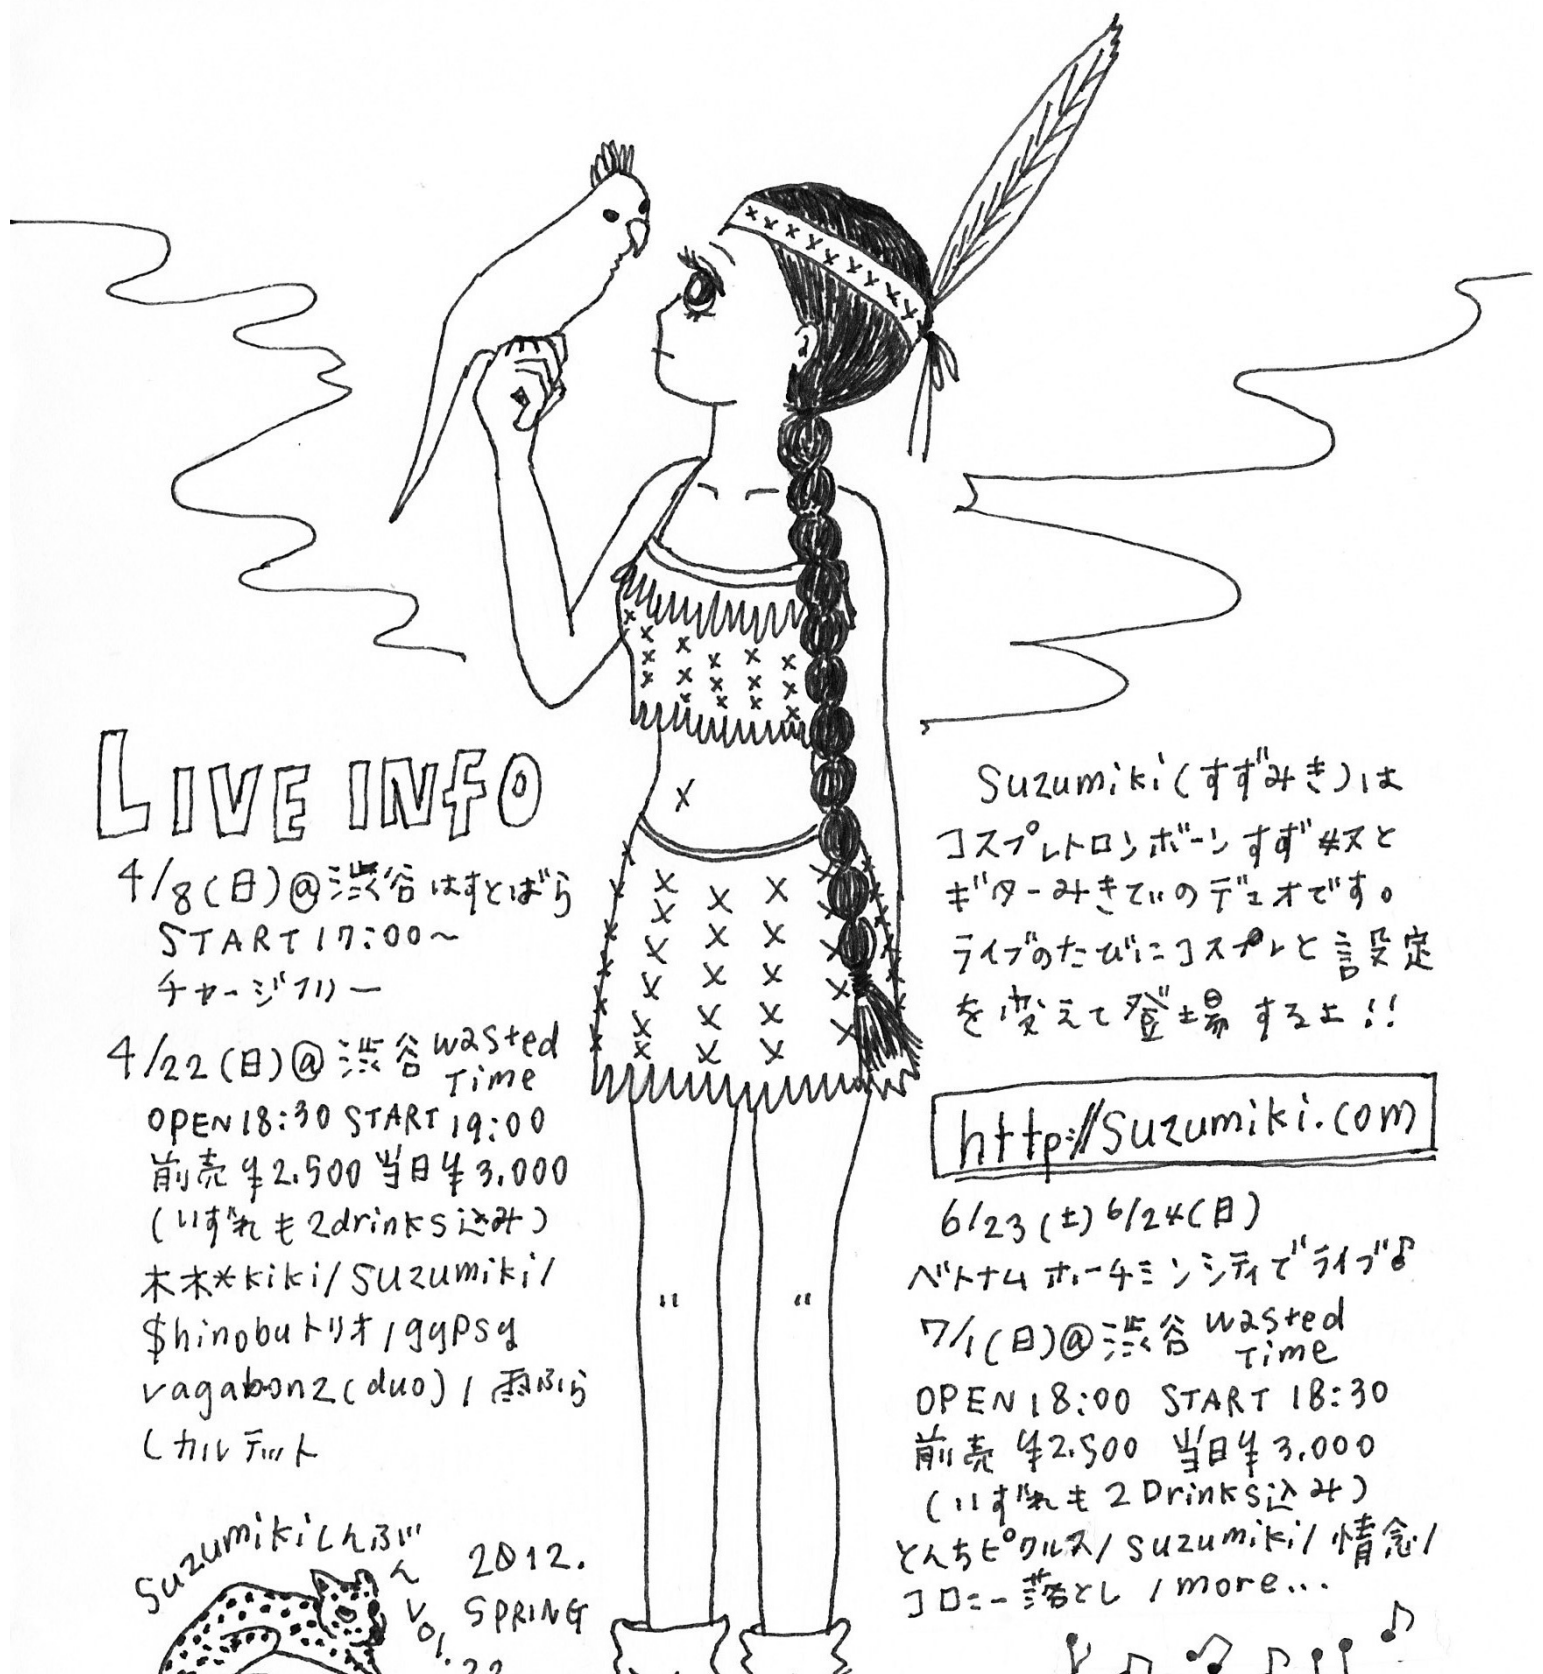 LIVE INFO
4/8(日)@渋谷はすとばら
START 17:00〜
チャージフリー
4/22(日)@渋谷 wasted
Time
OPEN18:30 START 19:00
前売¥2.500 当日¥3.000
(いずれも2drinks込み)
木木*kiki/suzumiki/
$hinobuトリオ/gypsy
vagabonz(duo)/雨ふら
しカルテット
suzumikiしんぶん vol.22
2012.
SPRING
suzumiki(すずみき)は
コスプレトロンボーンすず#ヌと
ギターみきてぃのデュオです。
ライブのたびにコスプレと設定
を変えて登場するよ!!
http://suzumiki.com
6/23(土)6/24(日)
ベトナムホーチミンシティでライブ♪
7/1(日)@渋谷 wasted
Time
OPEN 18:00 START 18:30
前売 ¥2.500 当日¥3.000
(いずれも2Drinks込み)
とんちピクルス/suzumiki/情念/
コロニー落とし/more...